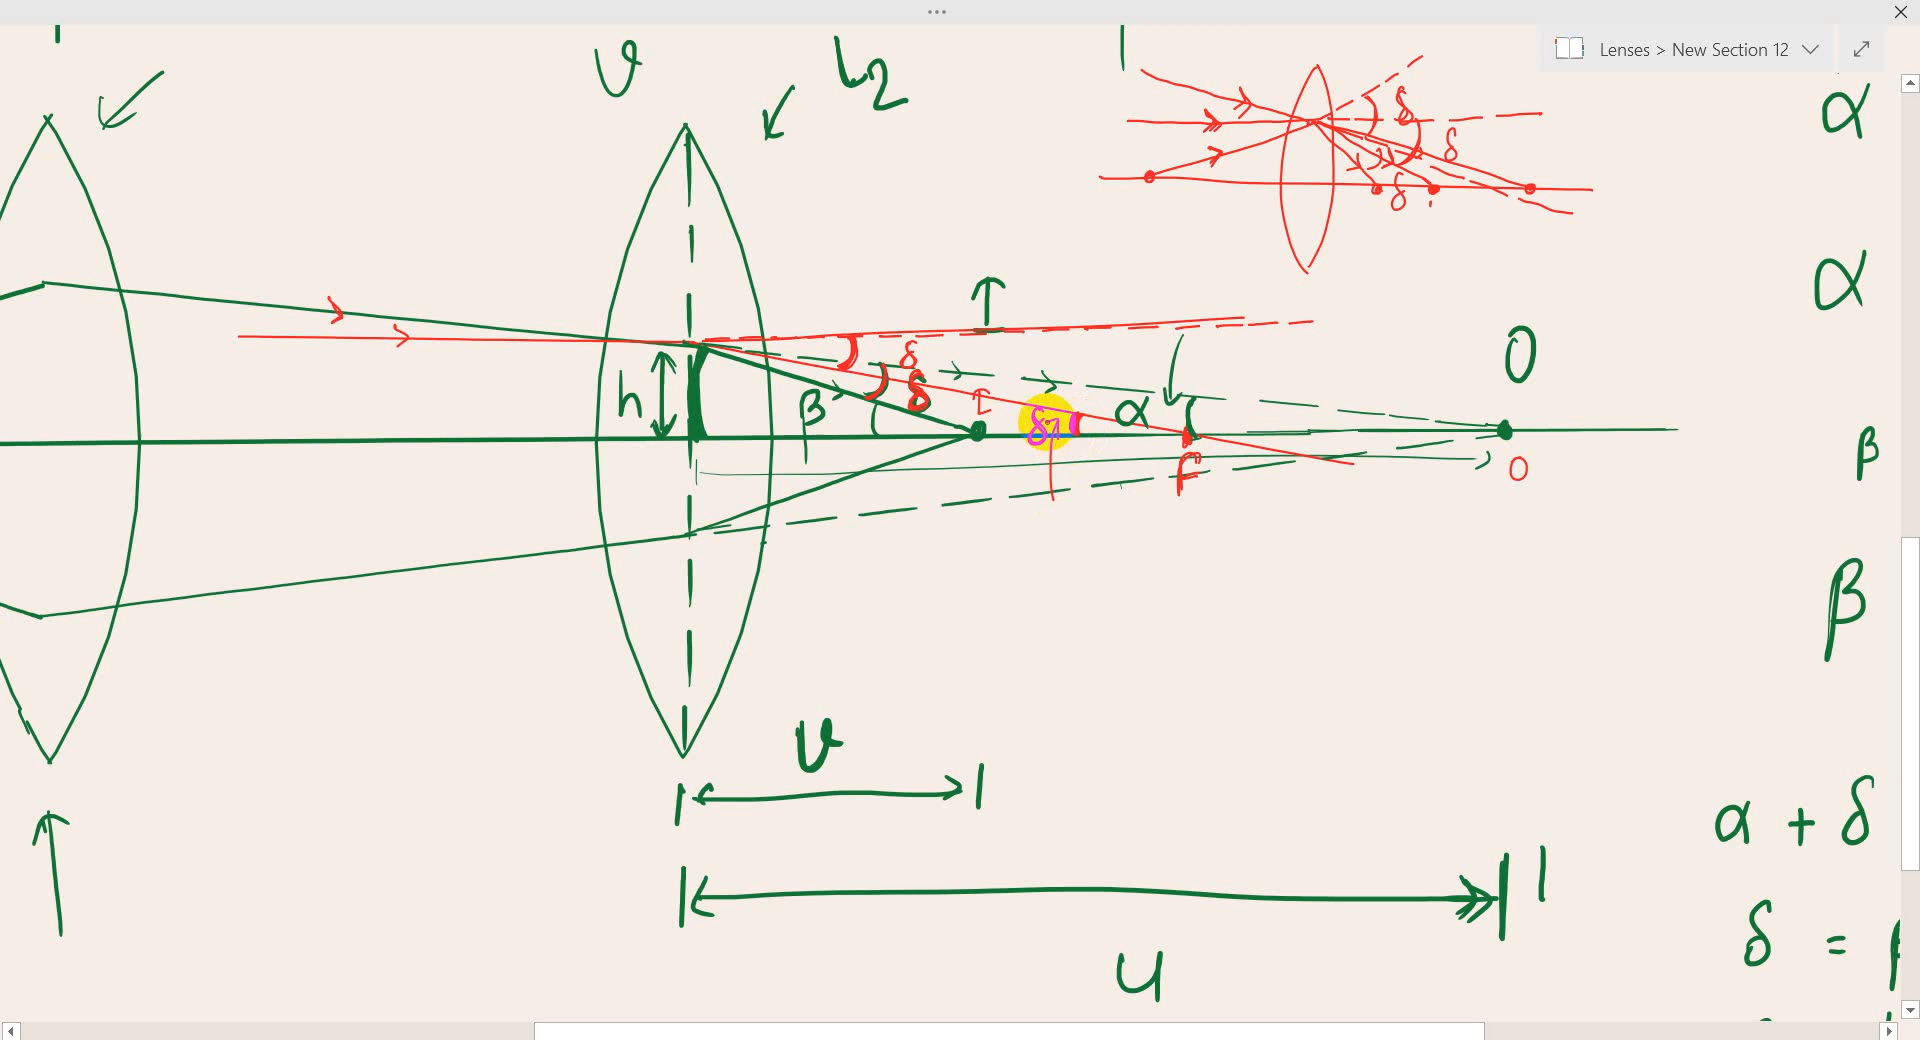 Lenses > New Section 12
v
L2
δ
δ
δ
α
α
O
h
β
δ
δ
I
δ
α
F
O
β
β
v
α + δ
δ =
u